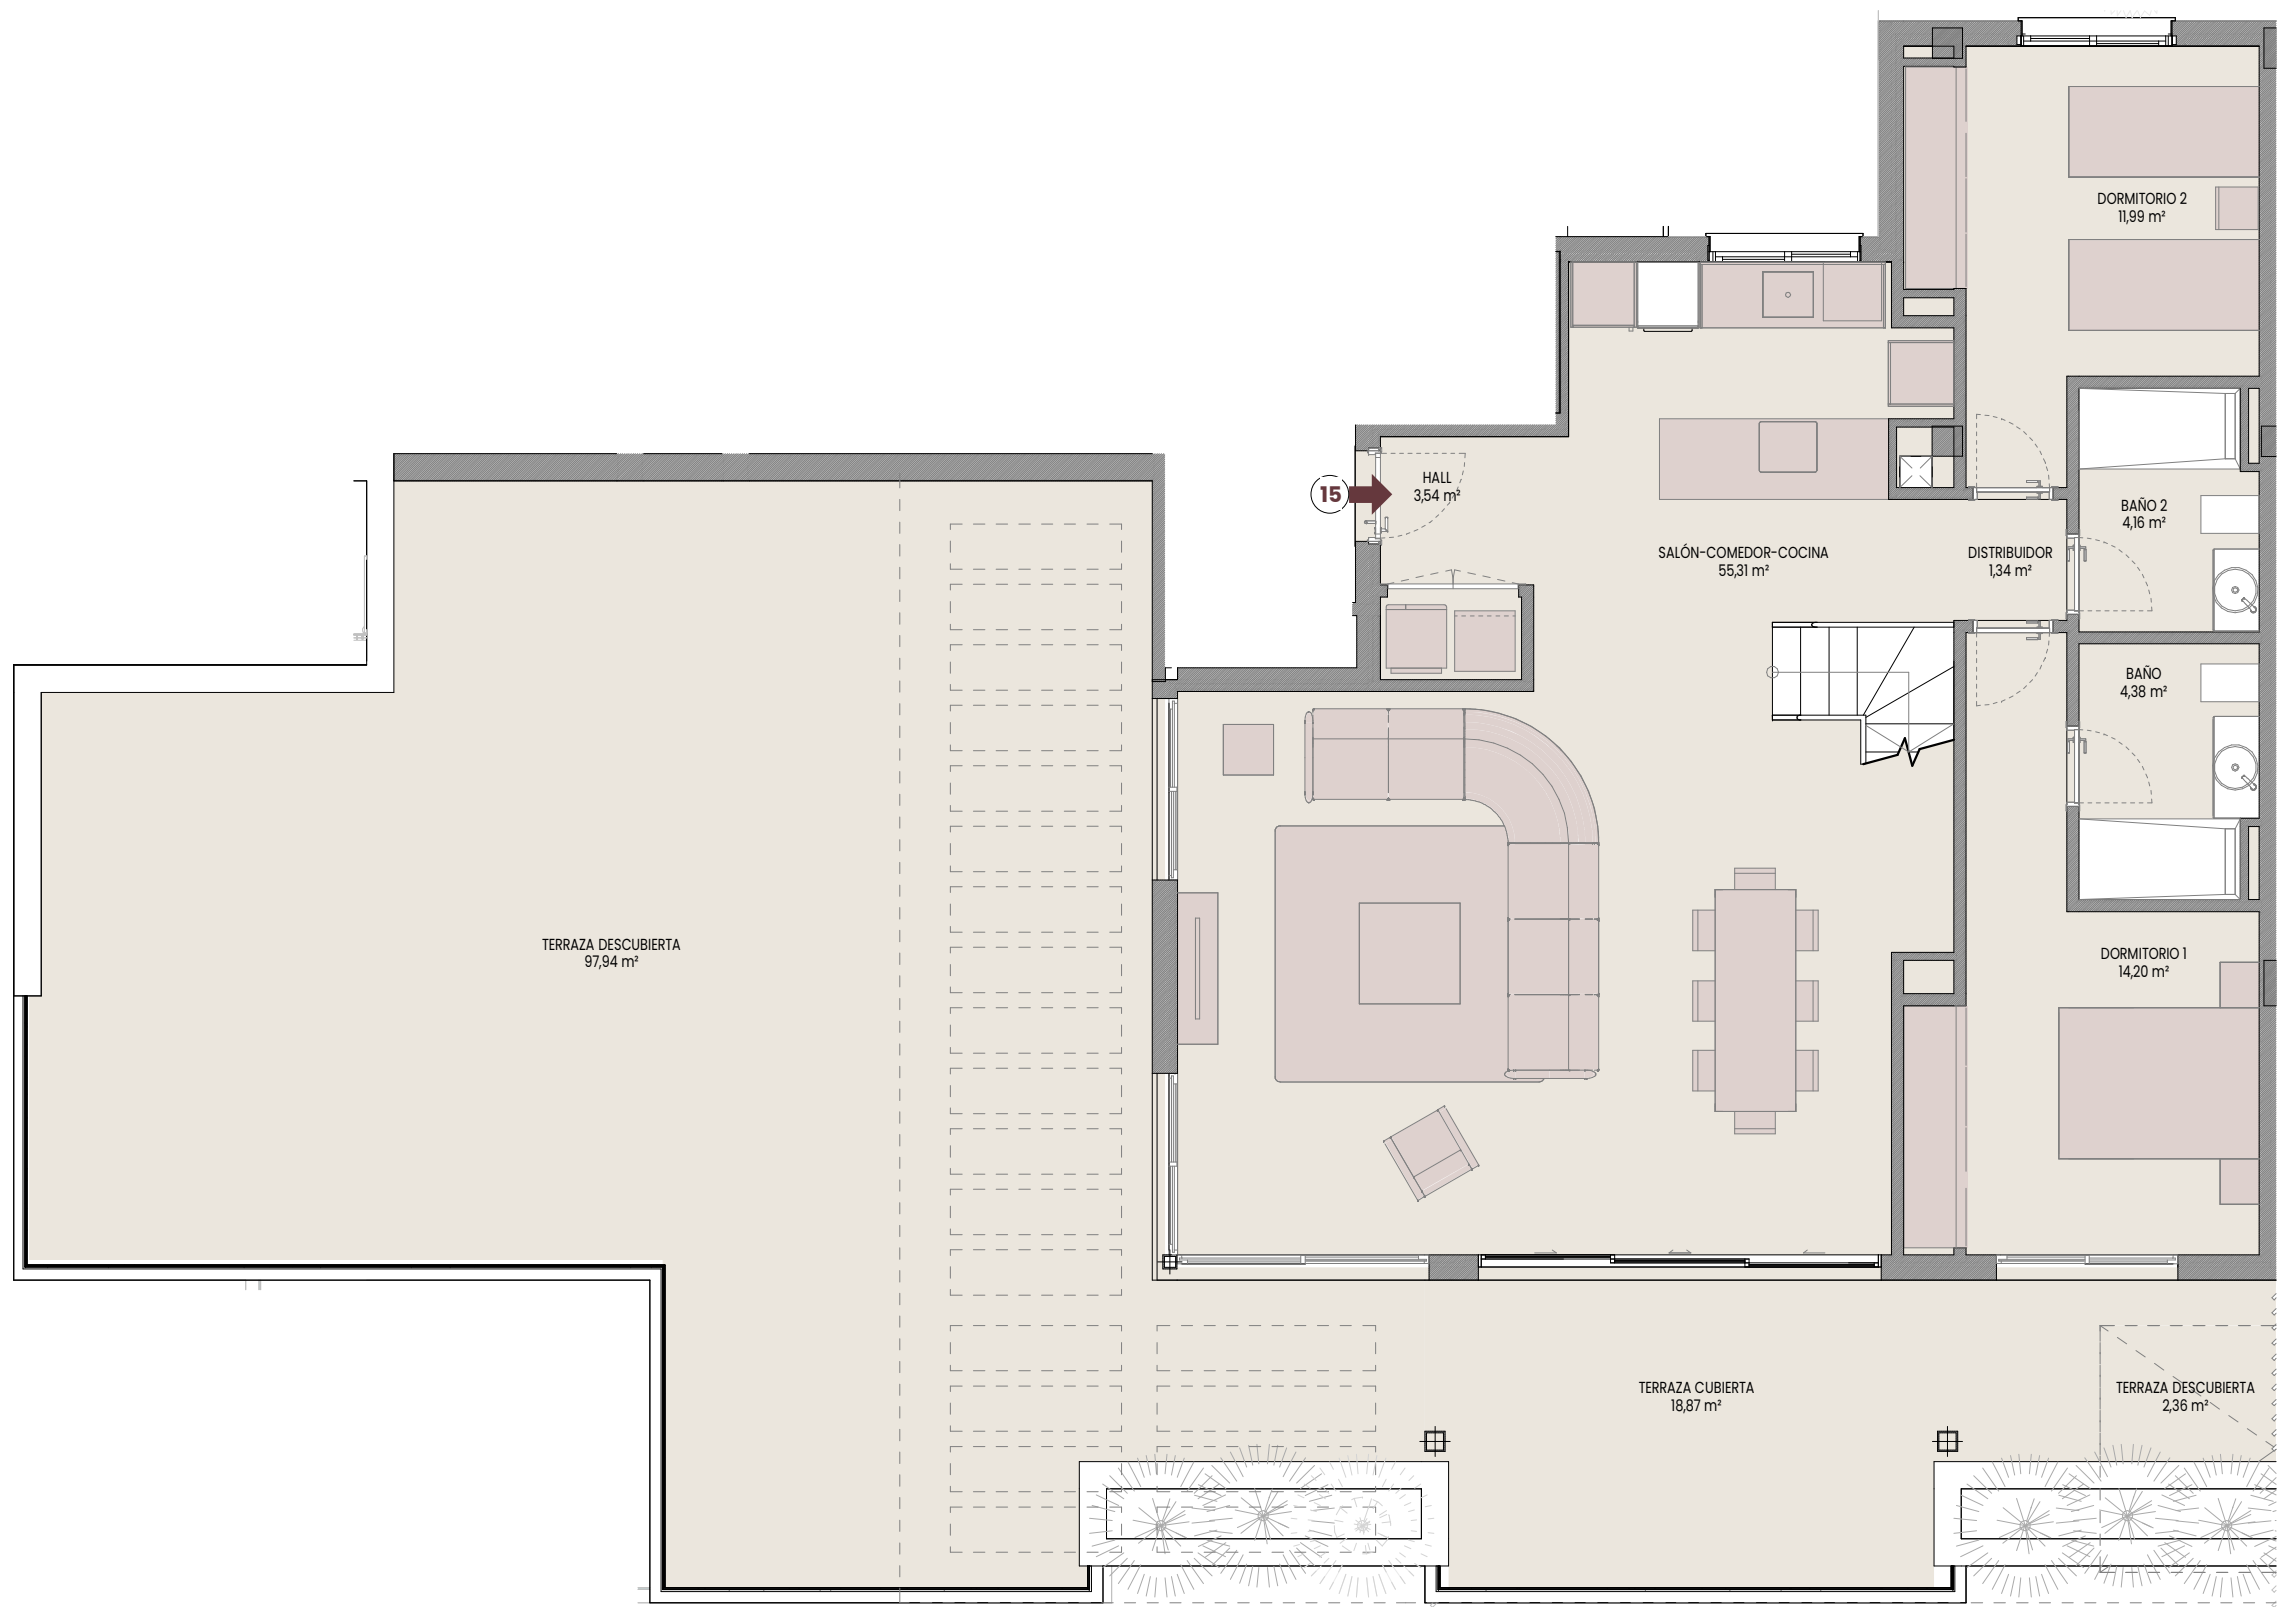 DORMITORIO 2
11,99 m²
15
HALL
3,54 m²
BAÑO 2
4,16 m²
SALÓN-COMEDOR-COCINA
55,31 m²
DISTRIBUIDOR
1,34 m²
BAÑO
4,38 m²
TERRAZA DESCUBIERTA
97,94 m²
DORMITORIO 1
14,20 m²
TERRAZA CUBIERTA
18,87 m²
TERRAZA DESCUBIERTA
2,36 m²